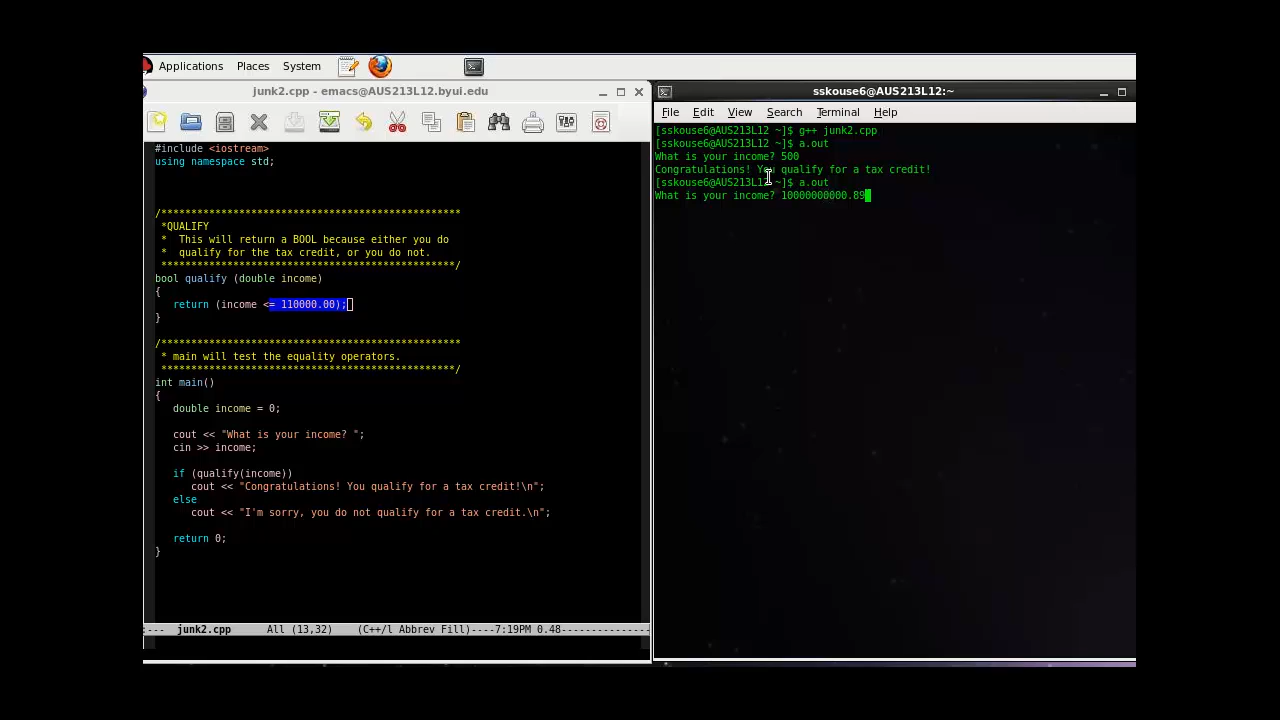 Applications Places System
junk2.cpp - emacs@AUS213L12.byui.edu
#include <iostream>
using namespace std;
/*************************************************
*QUALIFY
* This will return a BOOL because either you do
* qualify for the tax credit, or you do not.
*************************************************/
bool qualify (double income)
{
return (income <= 110000.00);
}
/*************************************************
* main will test the equality operators.
*************************************************/
int main()
{
double income = 0;
cout << "What is your income? ";
cin >> income;
if (qualify(income))
cout << "Congratulations! You qualify for a tax credit!\n";
else
cout << "I'm sorry, you do not qualify for a tax credit.\n";
return 0;
}
:--- junk2.cpp All (13,32) (C++/l Abbrev Fill)----7:19PM 0.48---------------
sskouse6@AUS213L12:~
File Edit View Search Terminal Help
[sskouse6@AUS213L12 ~]$ g++ junk2.cpp
[sskouse6@AUS213L12 ~]$ a.out
What is your income? 500
Congratulations! You qualify for a tax credit!
[sskouse6@AUS213L12 ~]$ a.out
What is your income? 10000000000.89